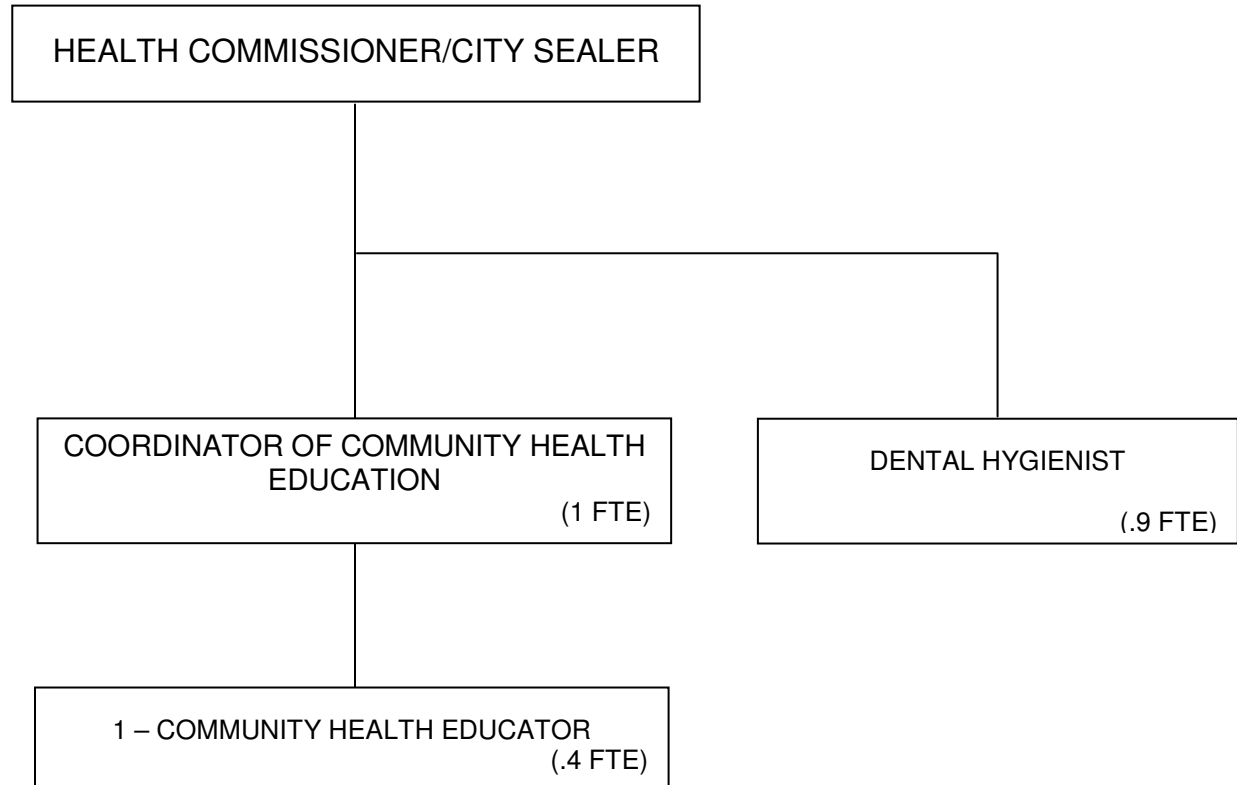 HEALTH COMMISSIONER/CITY SEALER
COORDINATOR OF COMMUNITY HEALTH
EDUCATION
(1 FTE)
DENTAL HYGIENIST
(.9 FTE)
1 – COMMUNITY HEALTH EDUCATOR
(.4 FTE)